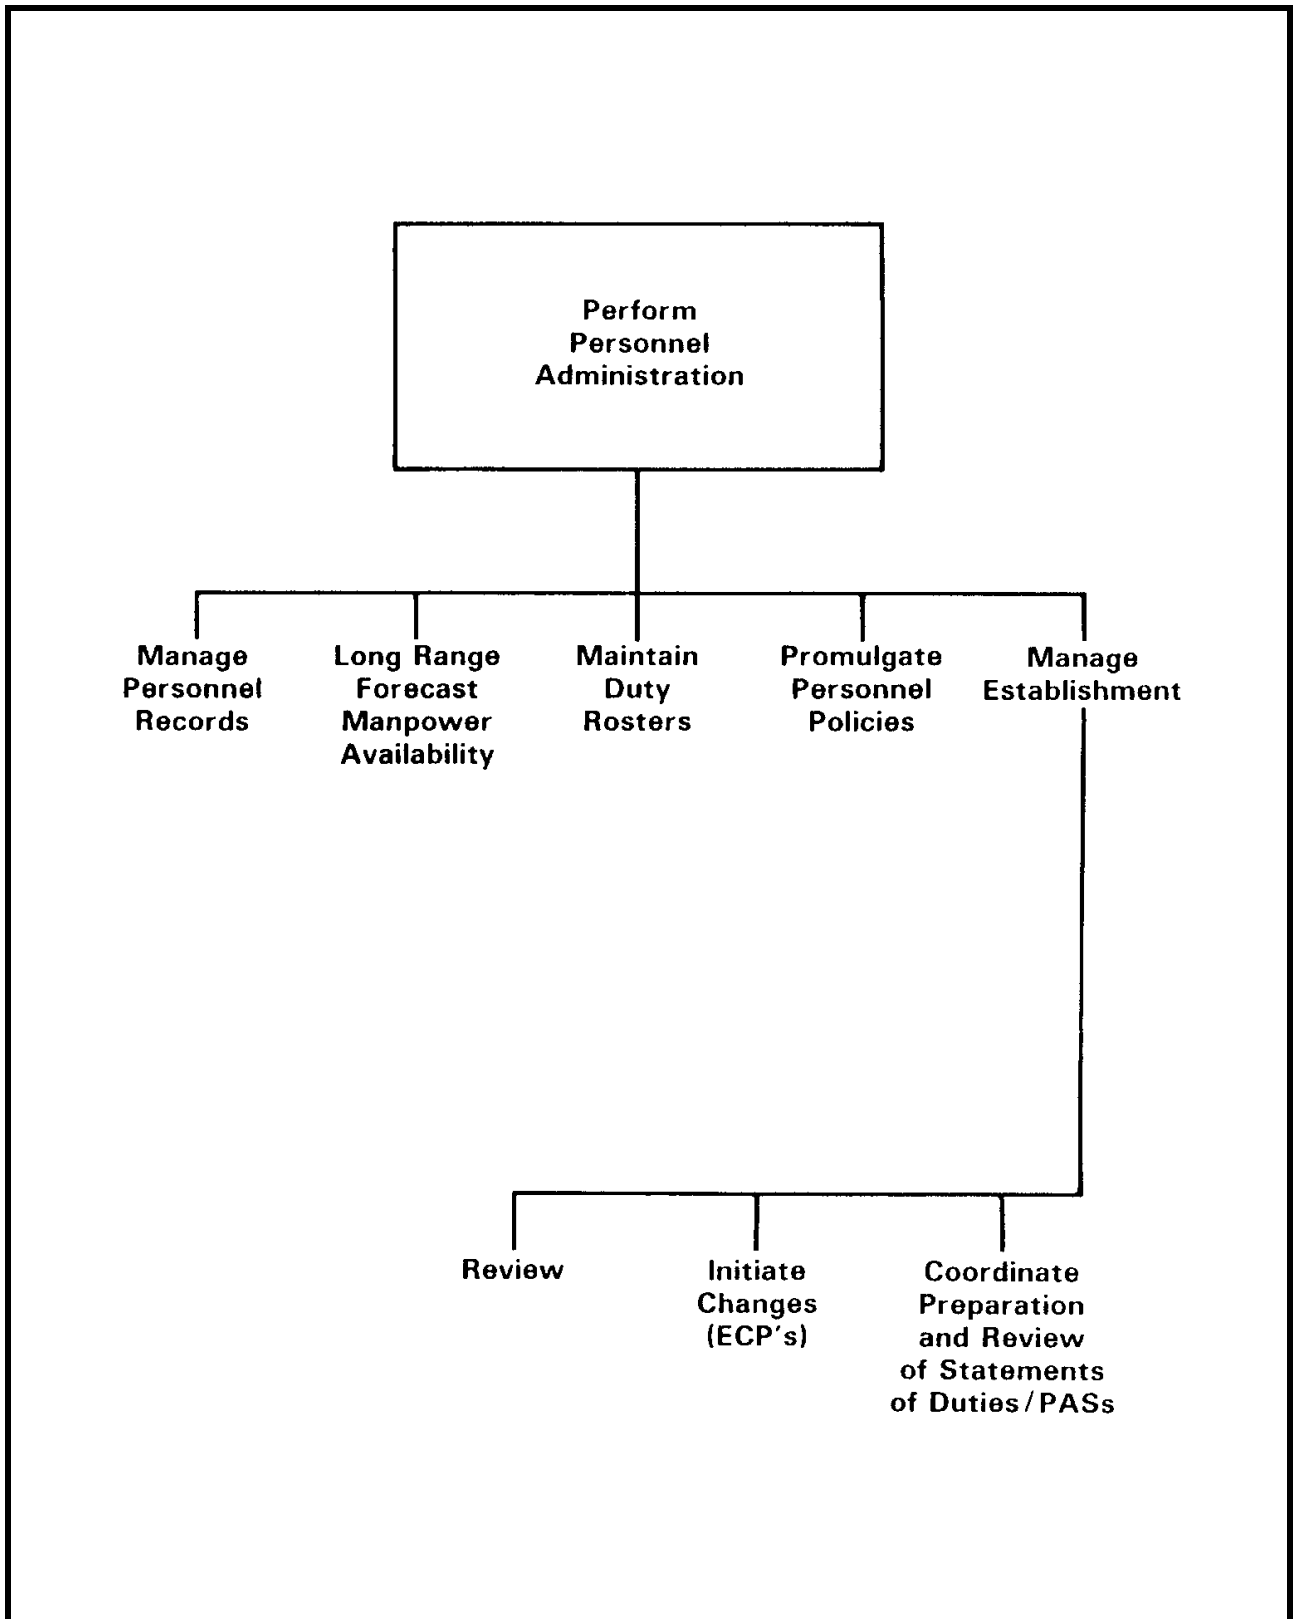 Perform
Personnel
Administration
Manage
Personnel
Records
Long Range
Forecast
Manpower
Availability
Maintain
Duty
Rosters
Promulgate
Personnel
Policies
Manage
Establishment
Review
Initiate
Changes
(ECP's)
Coordinate
Preparation
and Review
of Statements
of Duties/PASs